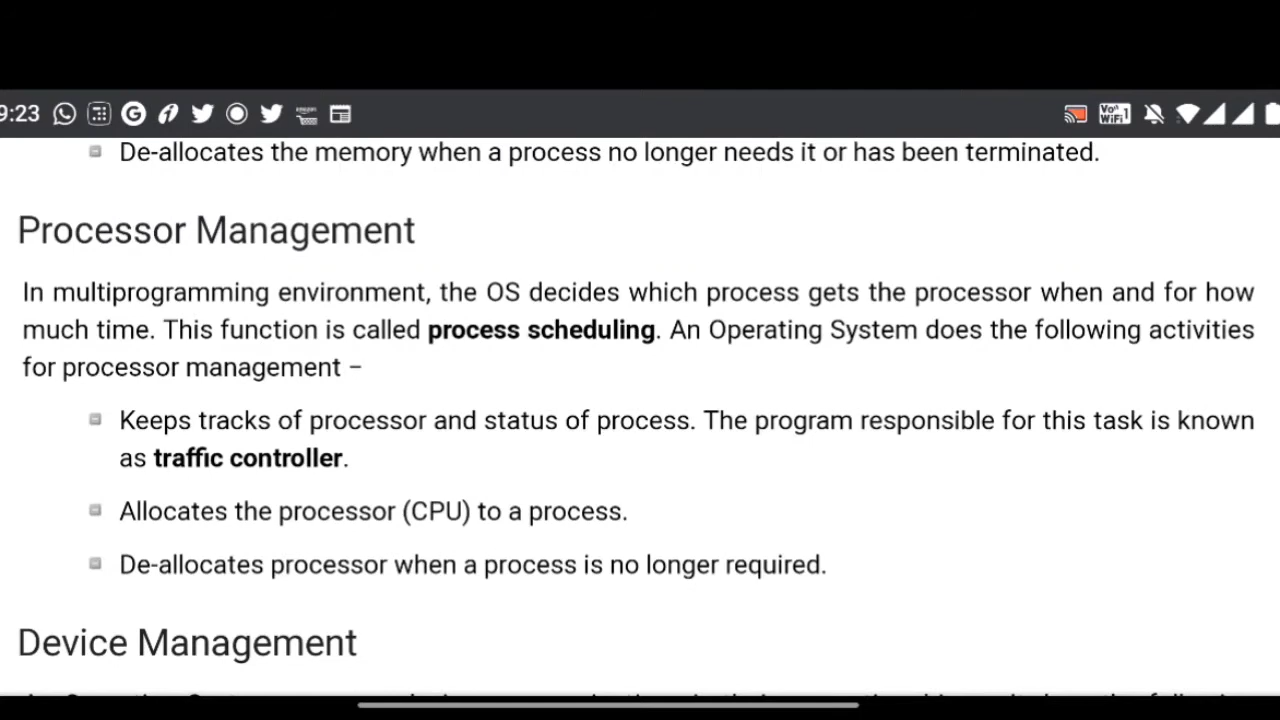 9:23
Vo WiFi 1
De-allocates the memory when a process no longer needs it or has been terminated.
Processor Management
In multiprogramming environment, the OS decides which process gets the processor when and for how
much time. This function is called process scheduling. An Operating System does the following activities
for processor management –
Keeps tracks of processor and status of process. The program responsible for this task is known
as traffic controller.
Allocates the processor (CPU) to a process.
De-allocates processor when a process is no longer required.
Device Management